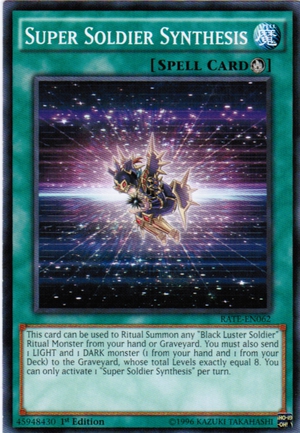 SUPER SOLDIER SYNTHESIS
魔
[SPELL CARD]
RATE-EN062
This card can be used to Ritual Summon any "Black Luster Soldier"
Ritual Monster from your hand or Graveyard. You must also send
1 LIGHT and 1 DARK monster (1 from your hand and 1 from your
Deck) to the Graveyard, whose total Levels exactly equal 8. You
can only activate 1 "Super Soldier Synthesis" per turn.
45948430 1st Edition ©1996 KAZUKI TAKAHASHI